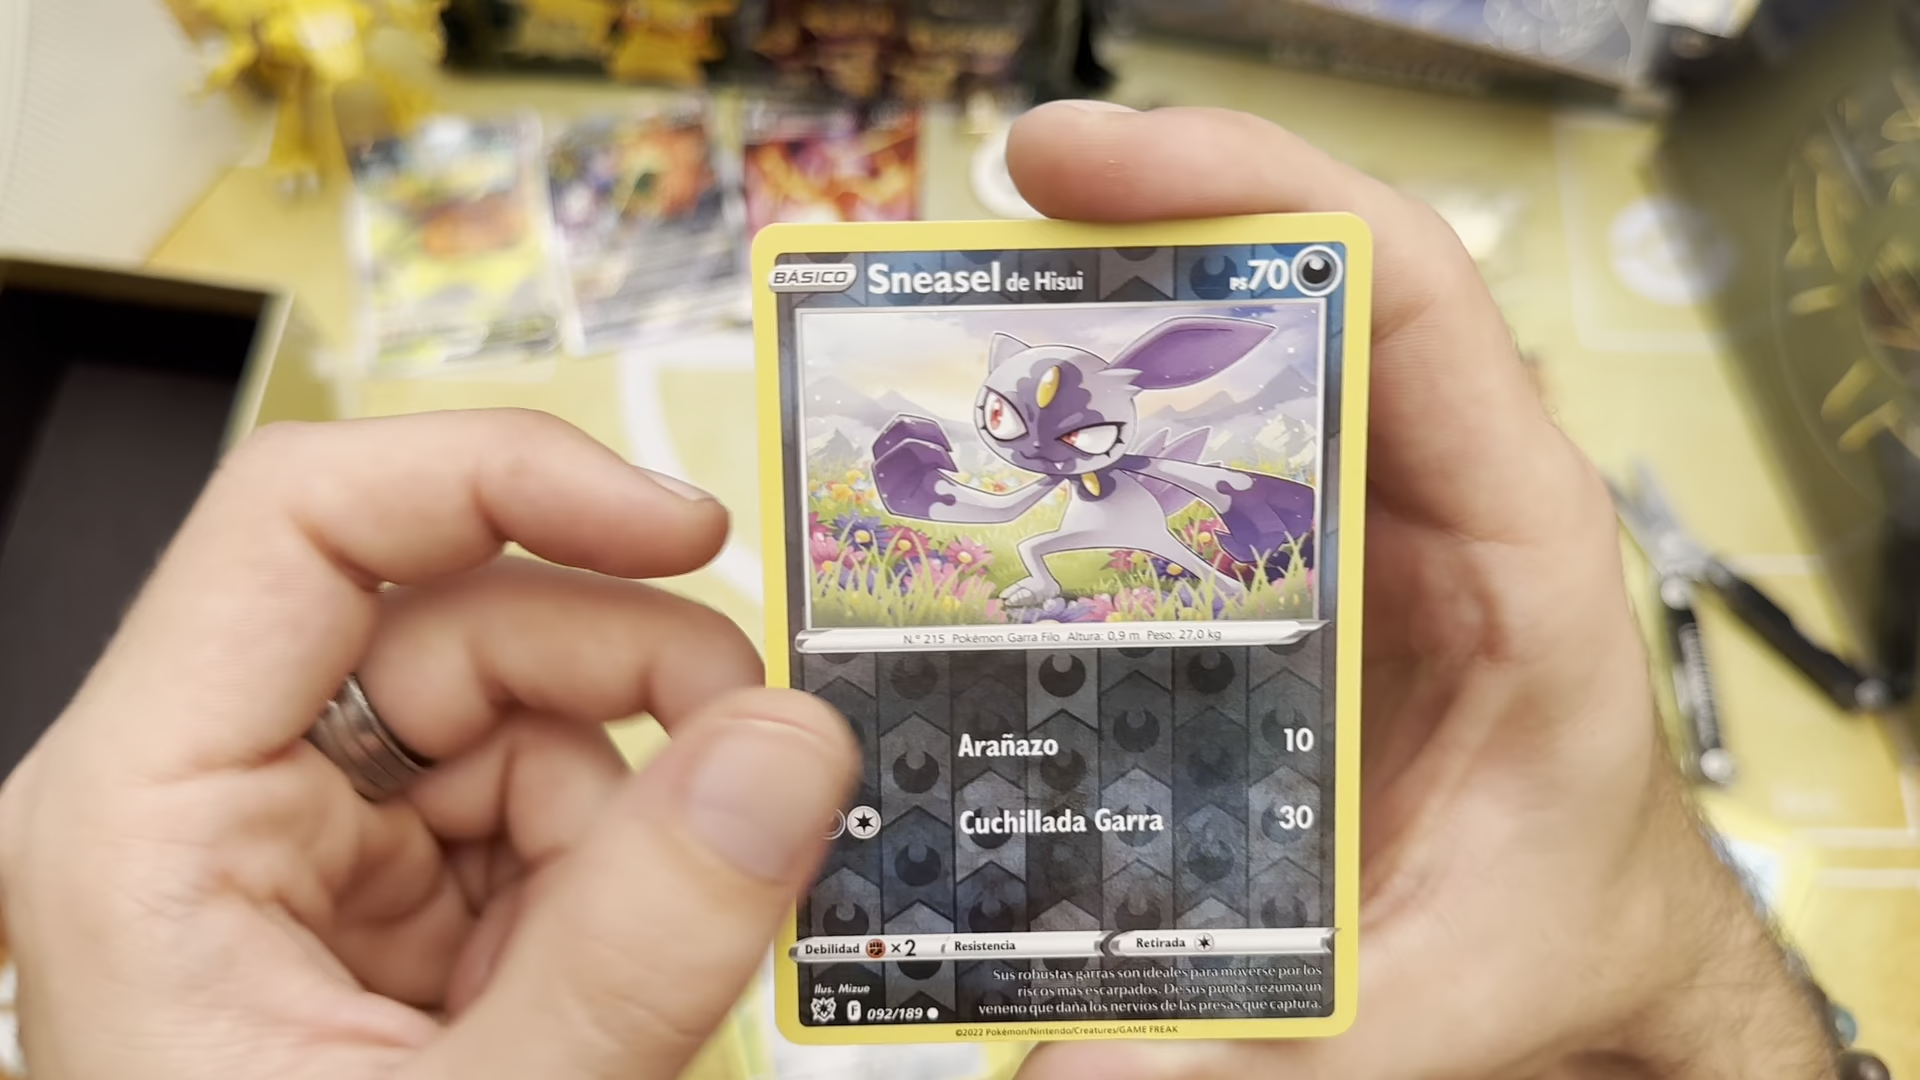 BÁSICO Sneasel de Hisui PS70
N.º 215 Pokémon Garra Filo Altura: 0,9 m Peso: 27,0 kg
Arañazo 10
Cuchillada Garra 30
Debilidad ×2 Resistencia Retirada
Sus robustas garras son ideales para moverse por los
riscos más escarpados. De sus puntas rezuma un
veneno que daña los nervios de las presas que captura.
Ilus. Mizue
F 092/189
©2022 Pokémon/Nintendo/Creatures/GAME FREAK